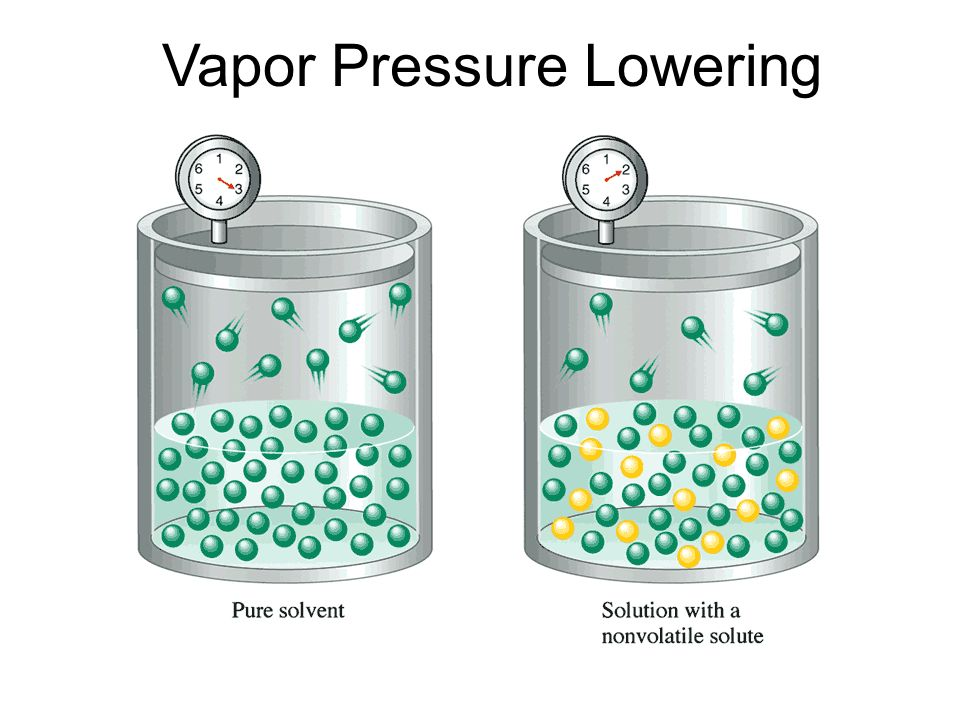 Vapor Pressure Lowering
1
6 2
5 3
4
1
6 2
5 3
4
Pure solvent
Solution with a
nonvolatile solute